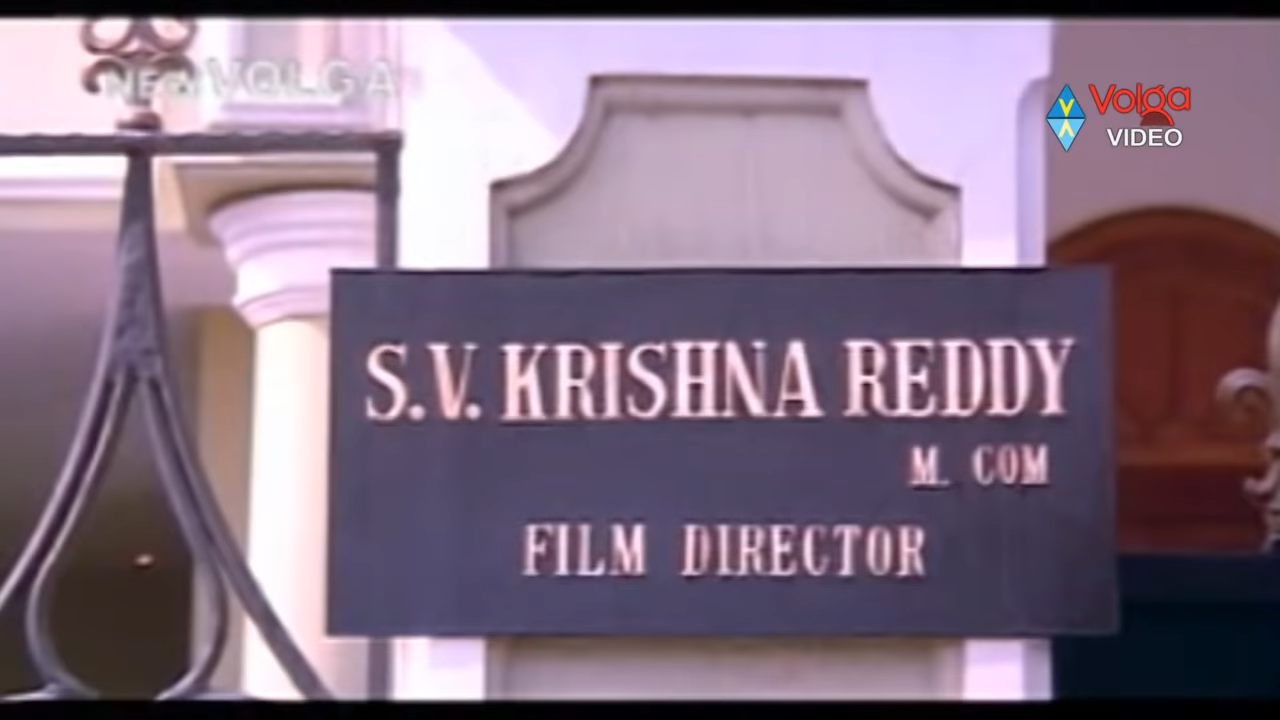 NEW VOLGA
Volga
VIDEO
S.V. KRISHNA REDDY
M. COM
FILM DIRECTOR